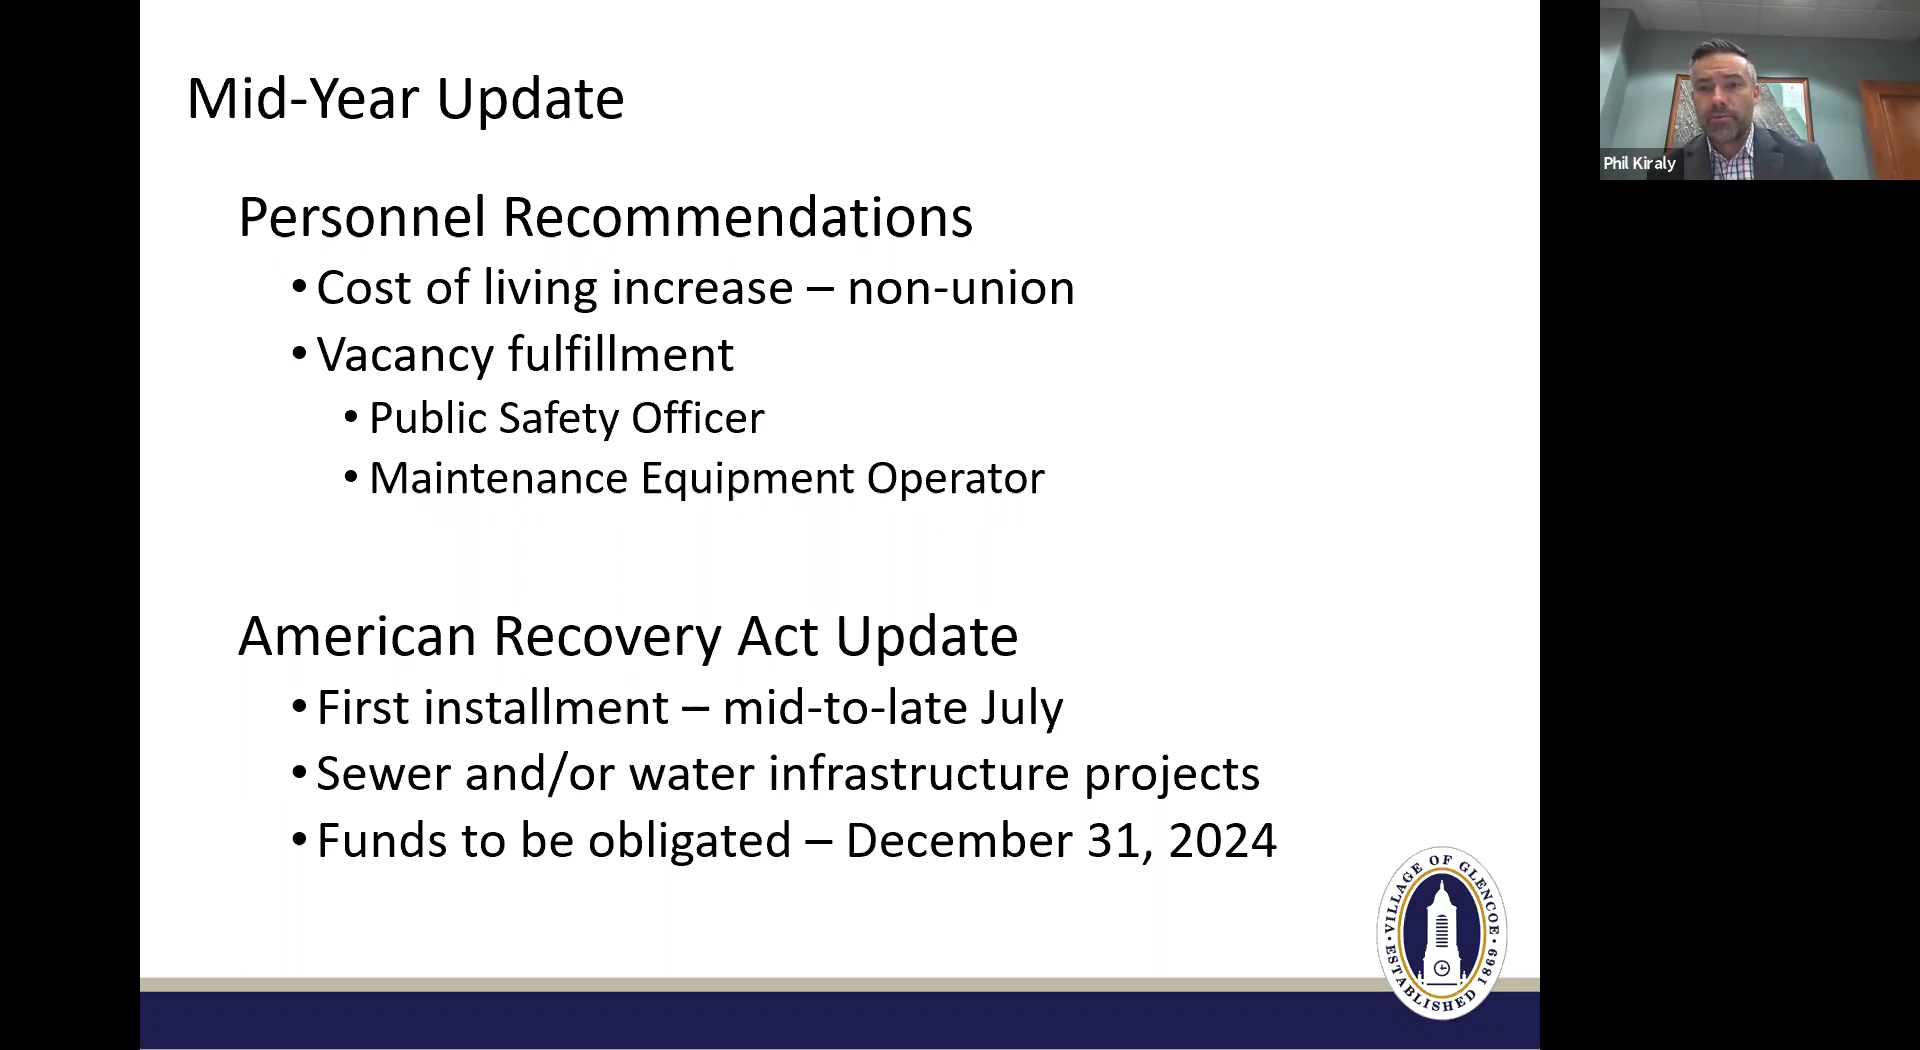 Mid-Year Update
Personnel Recommendations
• Cost of living increase – non-union
• Vacancy fulfillment
• Public Safety Officer
• Maintenance Equipment Operator
American Recovery Act Update
• First installment – mid-to-late July
• Sewer and/or water infrastructure projects
• Funds to be obligated – December 31, 2024
Phil Kiraly
VILLAGE OF GLENCOE
• ESTABLISHED 1869 •